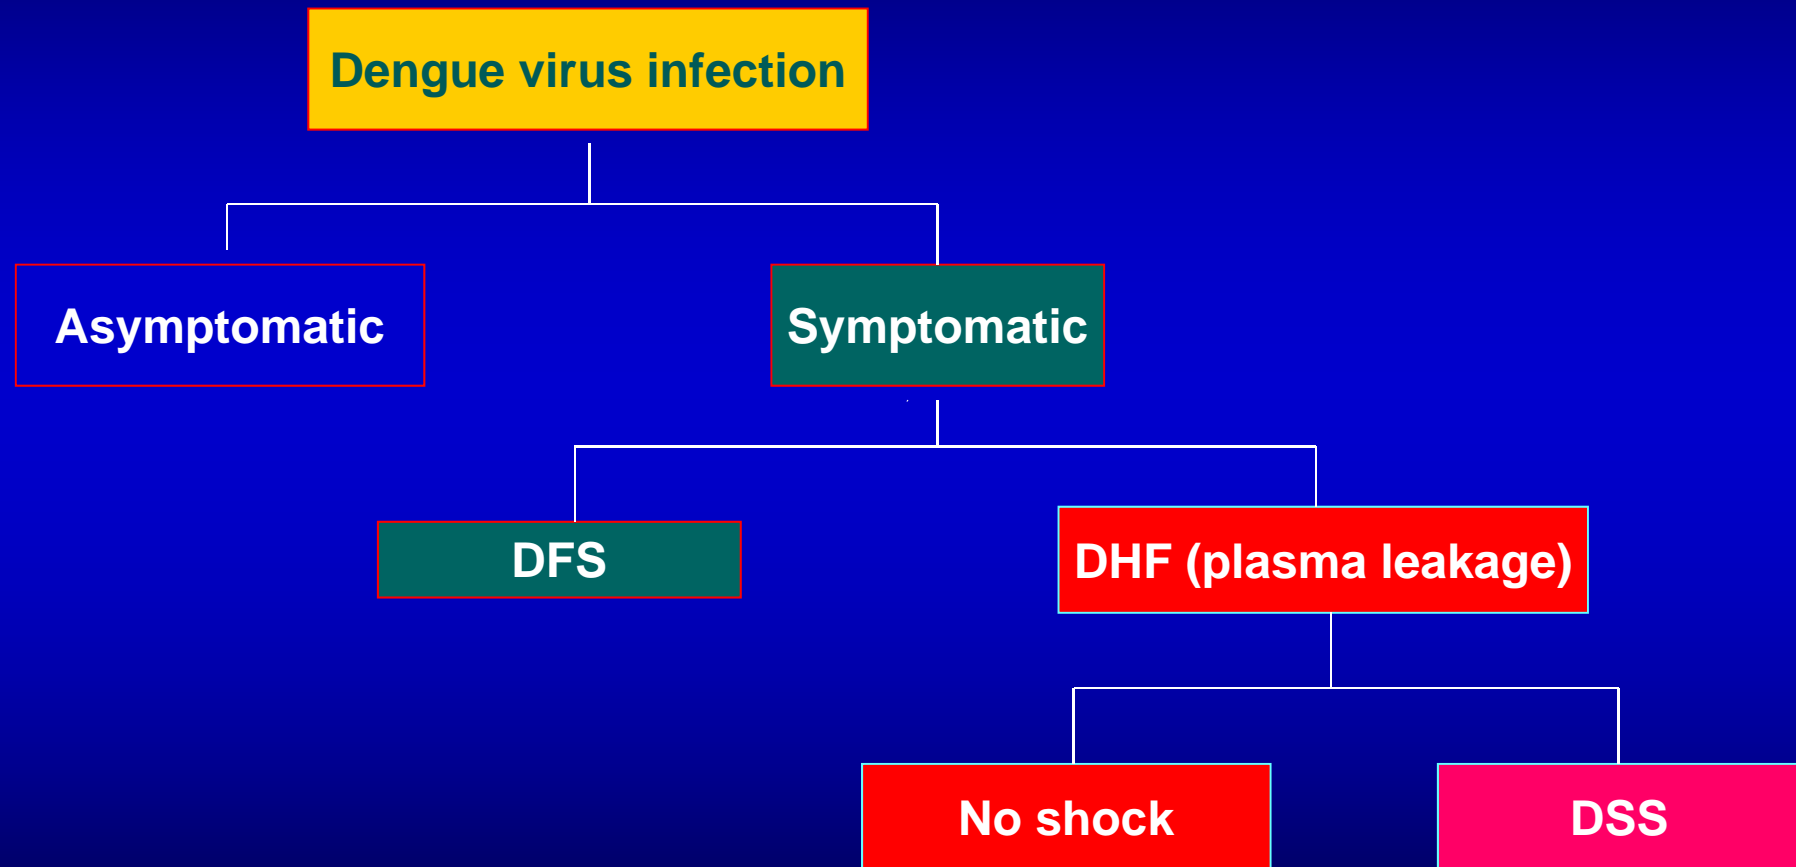 Dengue virus infection
Asymptomatic
Symptomatic
DFS
DHF (plasma leakage)
No shock
DSS